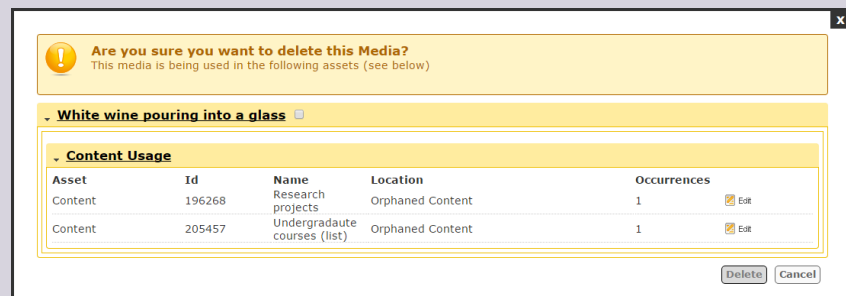 x
Are you sure you want to delete this Media?
This media is being used in the following assets (see below)
White wine pouring into a glass
Content Usage
Asset Id Name Location Occurrences
Content 196268 Research projects Orphaned Content 1 Edit
Content 205457 Undergradaute courses (list) Orphaned Content 1 Edit
Delete Cancel